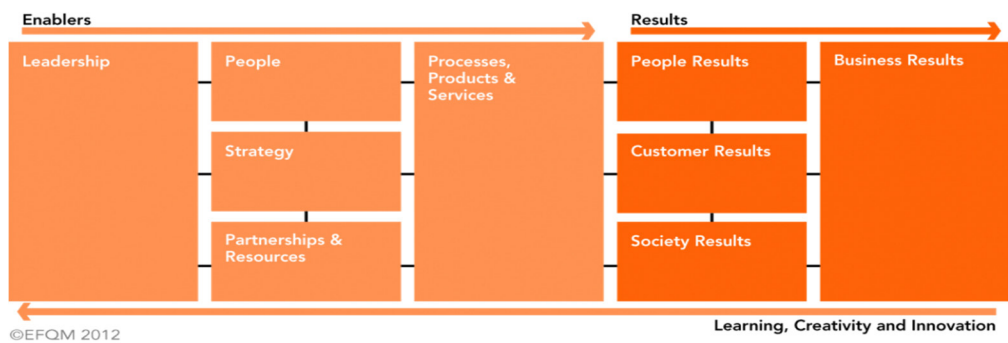 Enablers
Results
Leadership
People
Processes,
Products &
Services
People Results
Business Results
Strategy
Customer Results
Partnerships &
Resources
Society Results
Learning, Creativity and Innovation
©EFQM 2012